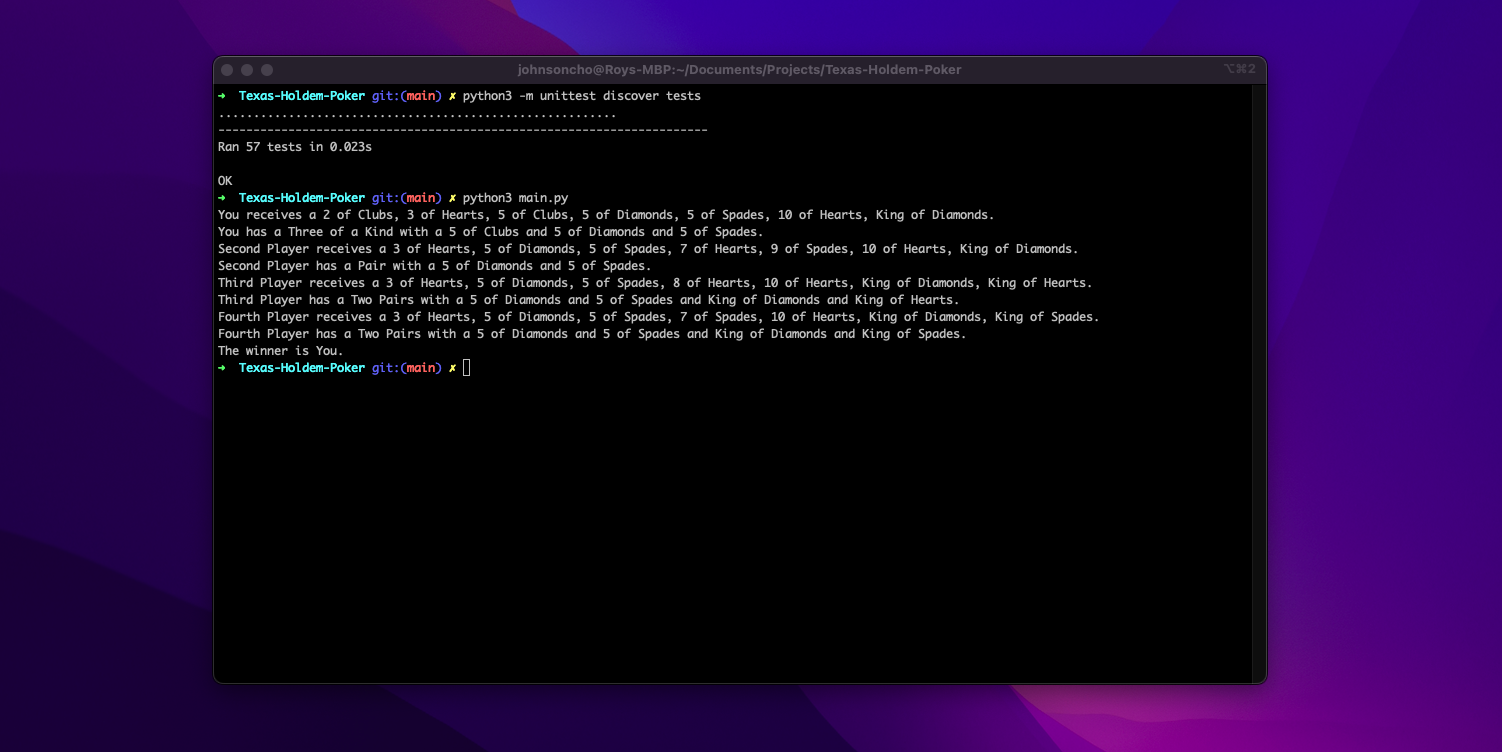 johnsoncho@Roys-MBP:~/Documents/Projects/Texas-Holdem-Poker ⌥⌘2
➜ Texas-Holdem-Poker git:(main) ✗ python3 -m unittest discover tests
.........................................................
----------------------------------------------------------------------
Ran 57 tests in 0.023s
OK
➜ Texas-Holdem-Poker git:(main) ✗ python3 main.py
You receives a 2 of Clubs, 3 of Hearts, 5 of Clubs, 5 of Diamonds, 5 of Spades, 10 of Hearts, King of Diamonds.
You has a Three of a Kind with a 5 of Clubs and 5 of Diamonds and 5 of Spades.
Second Player receives a 3 of Hearts, 5 of Diamonds, 5 of Spades, 7 of Hearts, 9 of Spades, 10 of Hearts, King of Diamonds.
Second Player has a Pair with a 5 of Diamonds and 5 of Spades.
Third Player receives a 3 of Hearts, 5 of Diamonds, 5 of Spades, 8 of Hearts, 10 of Hearts, King of Diamonds, King of Hearts.
Third Player has a Two Pairs with a 5 of Diamonds and 5 of Spades and King of Diamonds and King of Hearts.
Fourth Player receives a 3 of Hearts, 5 of Diamonds, 5 of Spades, 7 of Spades, 10 of Hearts, King of Diamonds, King of Spades.
Fourth Player has a Two Pairs with a 5 of Diamonds and 5 of Spades and King of Diamonds and King of Spades.
The winner is You.
➜ Texas-Holdem-Poker git:(main) ✗